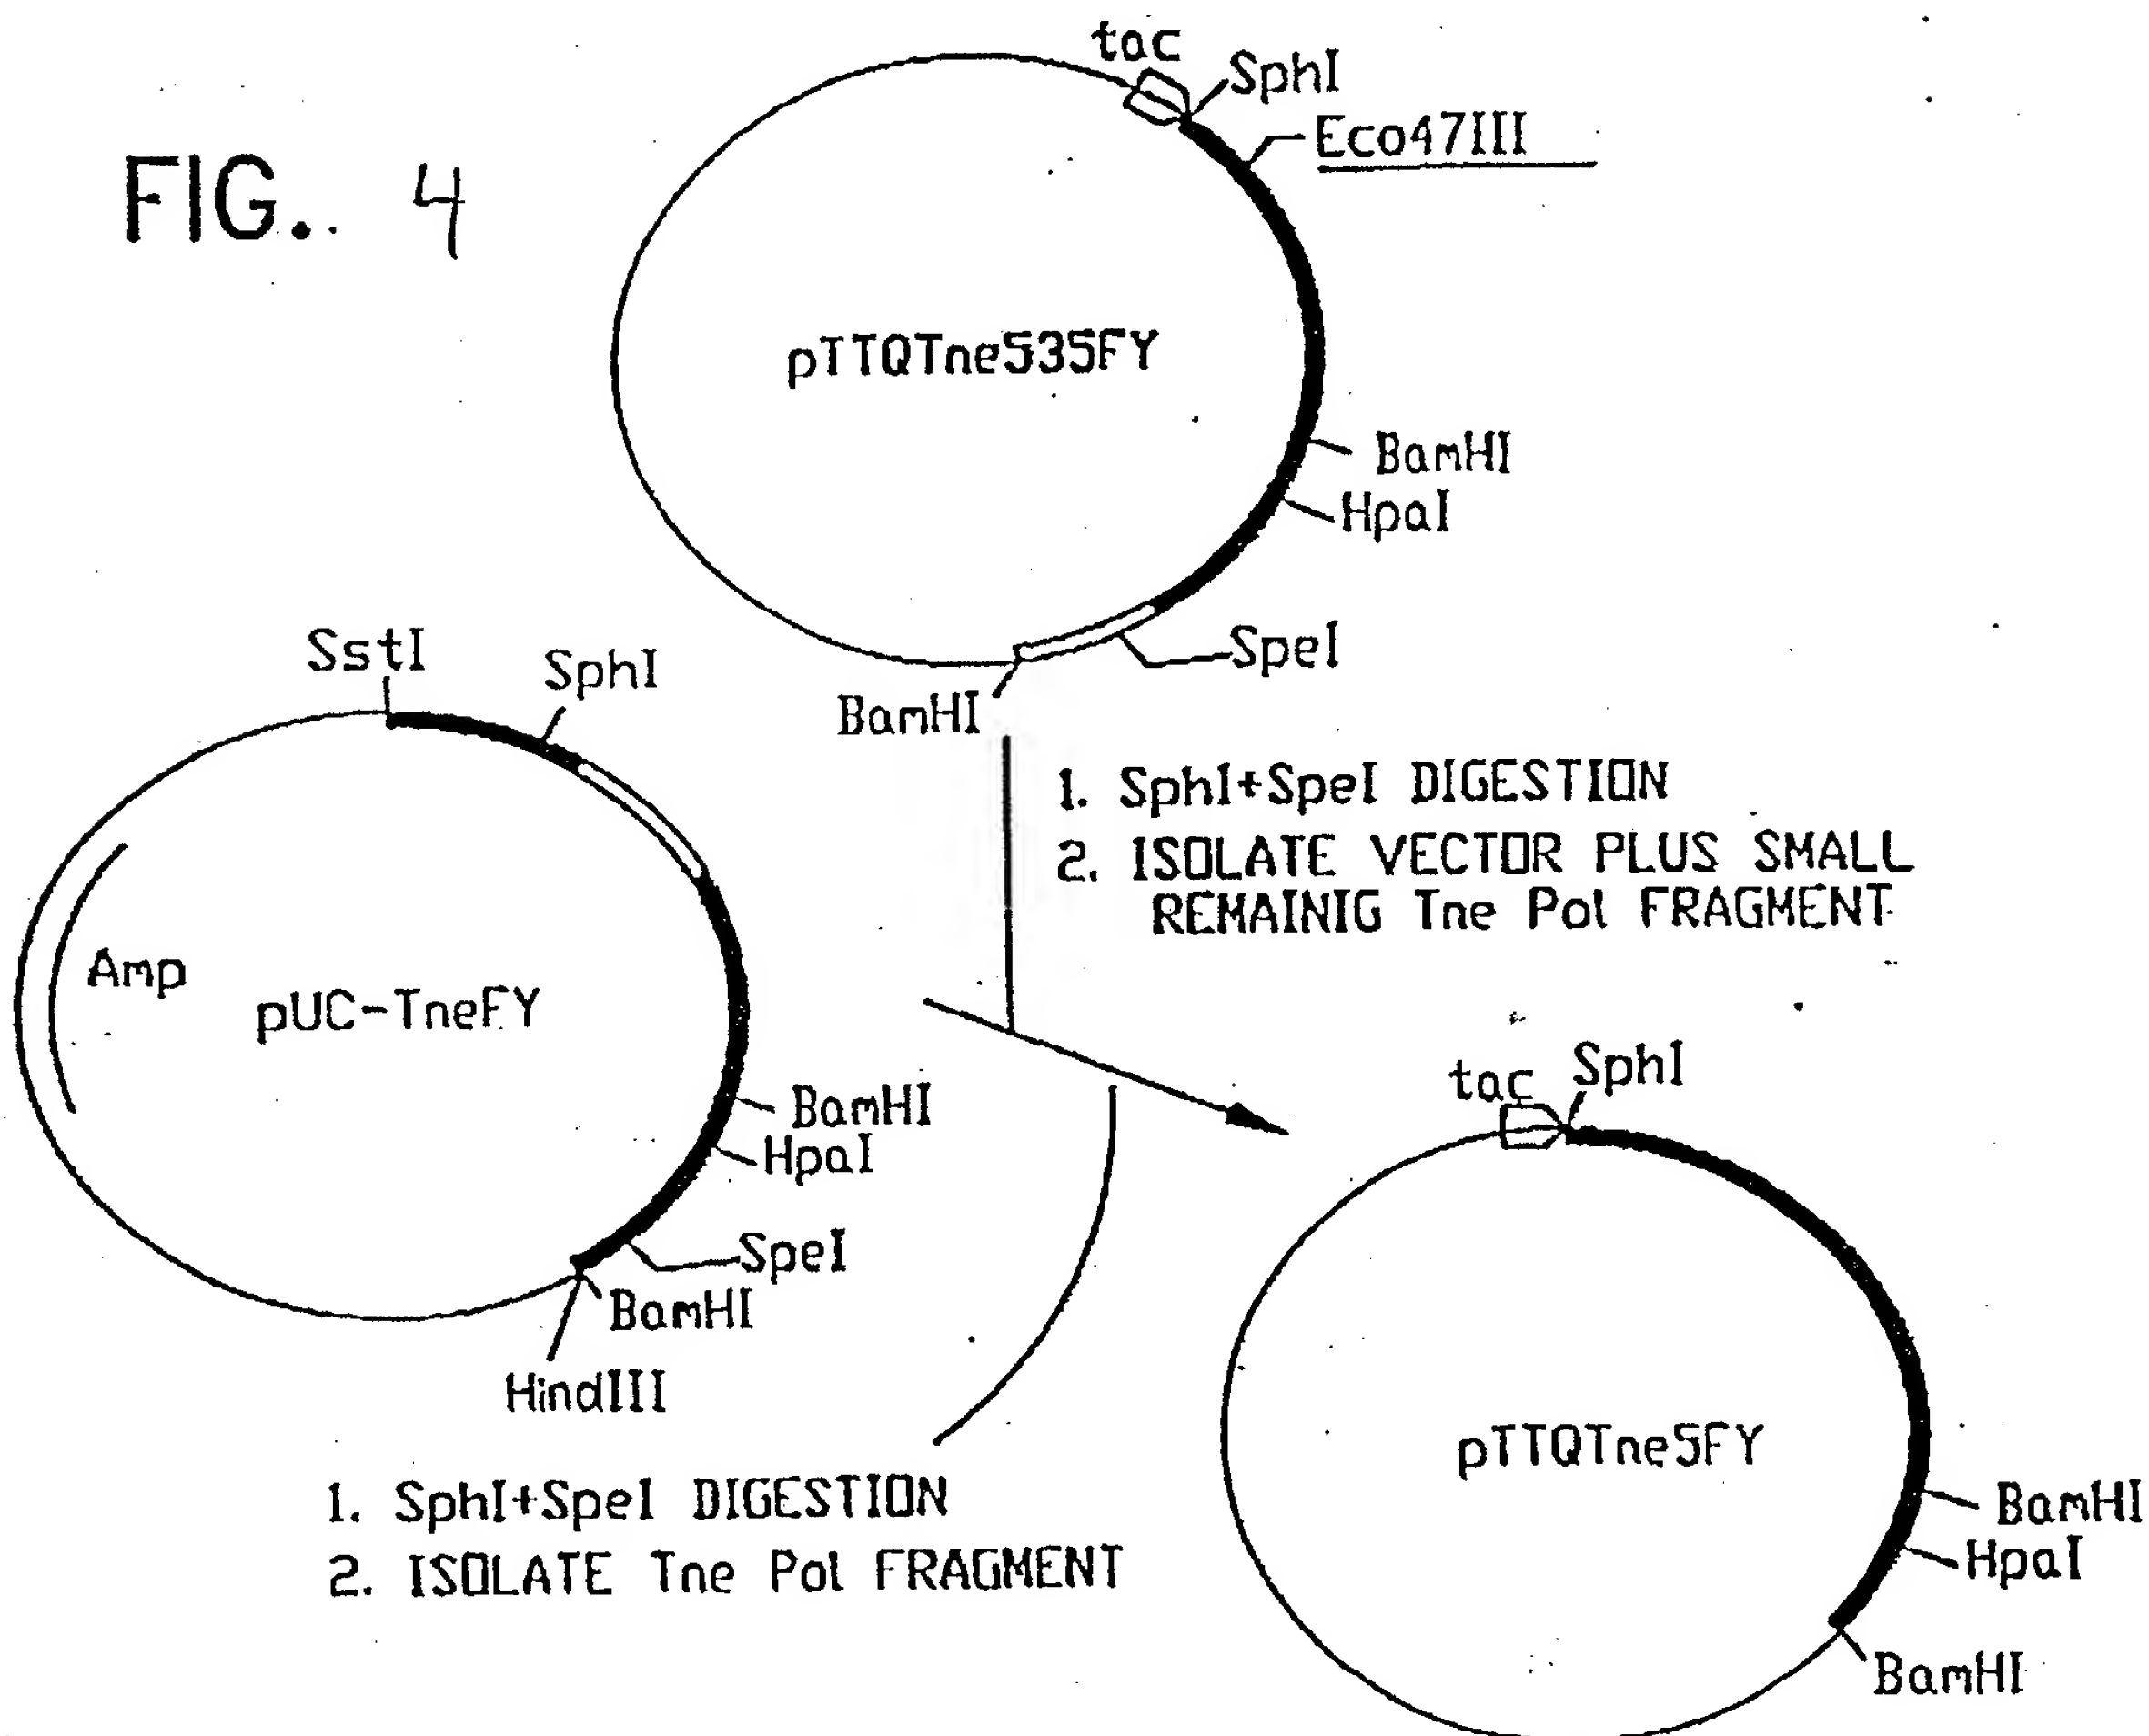 FIG. 4
tac
SphI
Eco47III
pTTQTne535FY
BamHI
HpaI
SpeI
BamHI
SstI
SphI
Amp
pUC-TneFY
BamHI
HpaI
SpeI
BamHI
HindIII
1. SphI+SpeI DIGESTION
2. ISOLATE VECTOR PLUS SMALL
REMAINIG Tne Pol FRAGMENT
1. SphI+SpeI DIGESTION
2. ISOLATE Tne Pol FRAGMENT
tac
SphI
pTTQTne5FY
BamHI
HpaI
BamHI